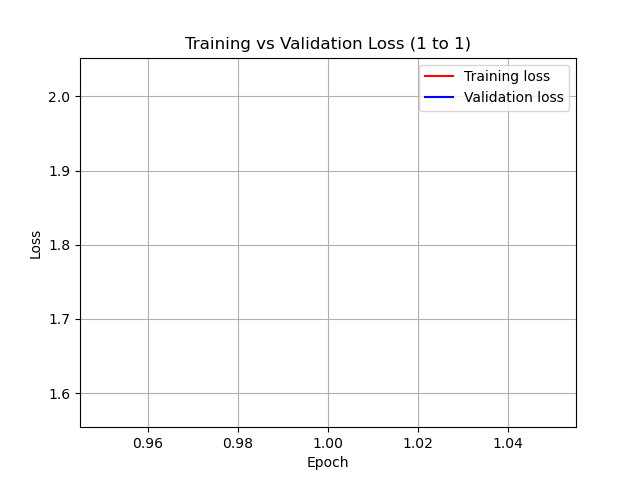 Training vs Validation Loss (1 to 1)
Training loss
Validation loss
2.0
1.9
1.8
1.7
1.6
Loss
0.96
0.98
1.00
1.02
1.04
Epoch